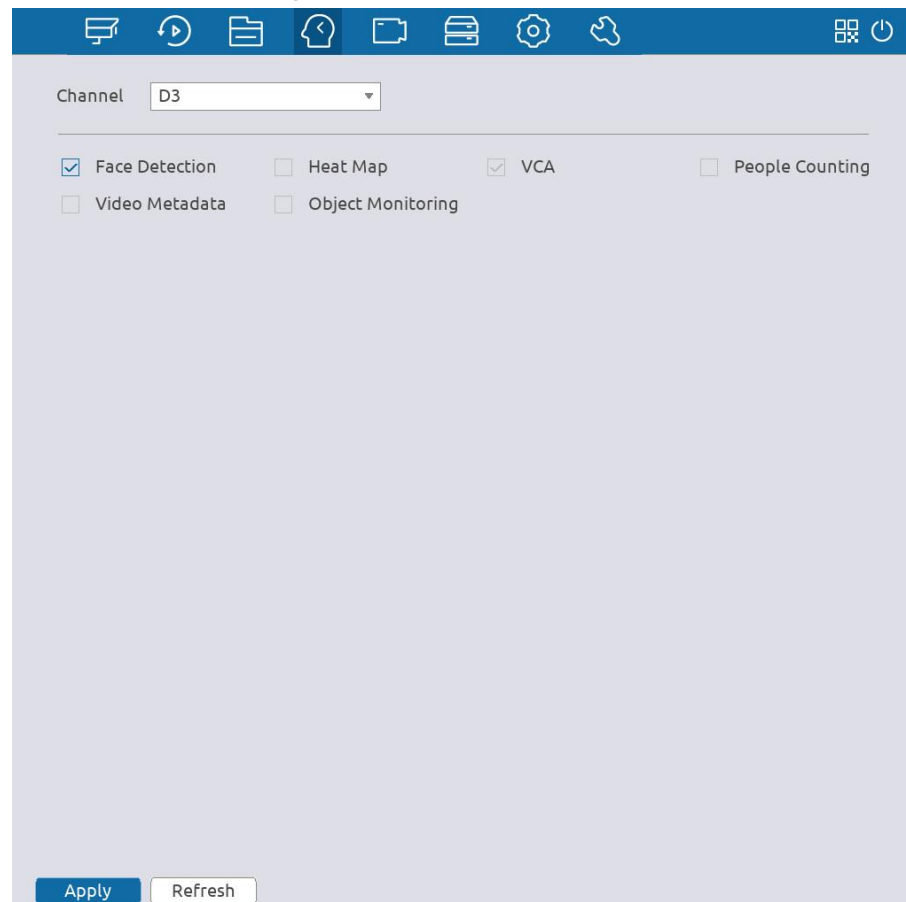 Channel D3
Face Detection Heat Map VCA People Counting
Video Metadata Object Monitoring
Apply Refresh